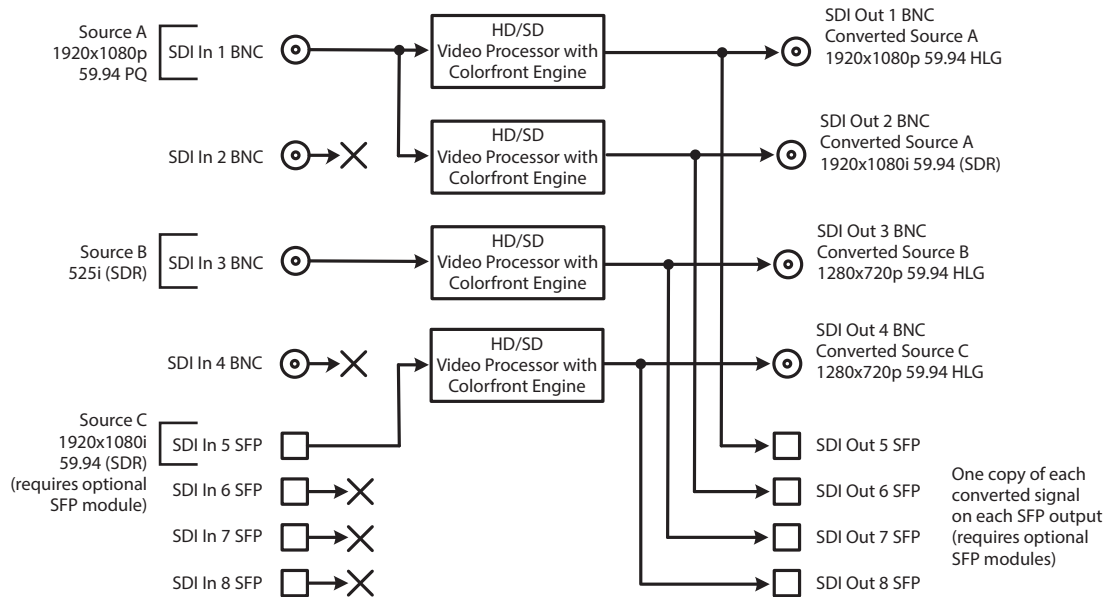 Source A
1920x1080p
59.94 PQ
SDI In 1 BNC
HD/SD
Video Processor with
Colorfront Engine
SDI Out 1 BNC
Converted Source A
1920x1080p 59.94 HLG
SDI In 2 BNC
HD/SD
Video Processor with
Colorfront Engine
SDI Out 2 BNC
Converted Source A
1920x1080i 59.94 (SDR)
Source B
525i (SDR)
SDI In 3 BNC
HD/SD
Video Processor with
Colorfront Engine
SDI Out 3 BNC
Converted Source B
1280x720p 59.94 HLG
SDI In 4 BNC
HD/SD
Video Processor with
Colorfront Engine
SDI Out 4 BNC
Converted Source C
1280x720p 59.94 HLG
Source C
1920x1080i
59.94 (SDR)
(requires optional
SFP module)
SDI In 5 SFP
SDI In 6 SFP
SDI In 7 SFP
SDI In 8 SFP
SDI Out 5 SFP
SDI Out 6 SFP
SDI Out 7 SFP
SDI Out 8 SFP
One copy of each
converted signal
on each SFP output
(requires optional
SFP modules)